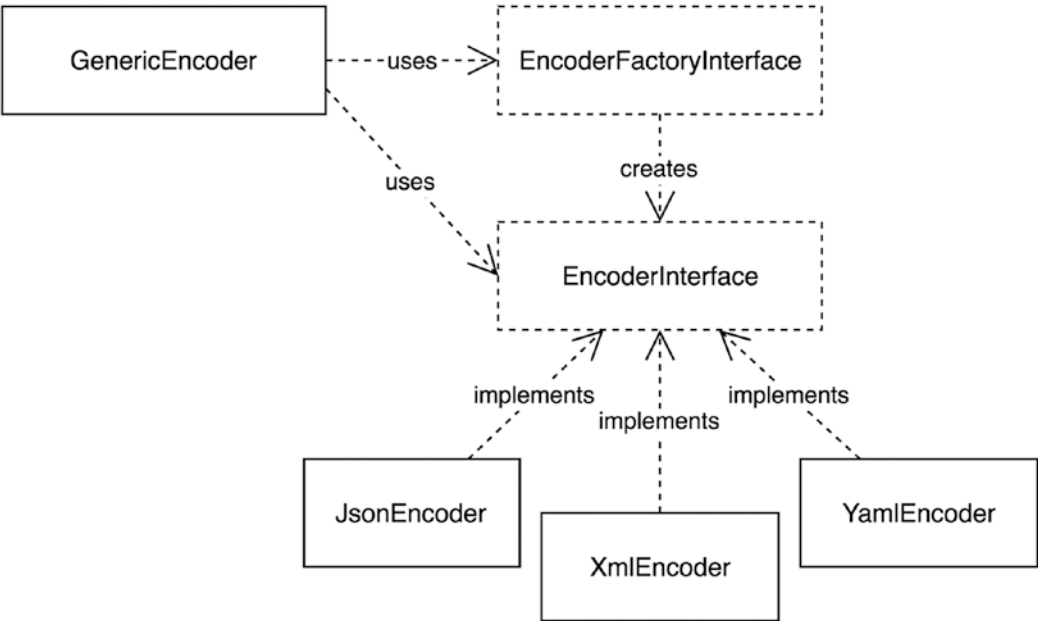 GenericEncoder
uses
EncoderFactoryInterface
creates
uses
EncoderInterface
implements
implements
implements
JsonEncoder
XmlEncoder
YamlEncoder